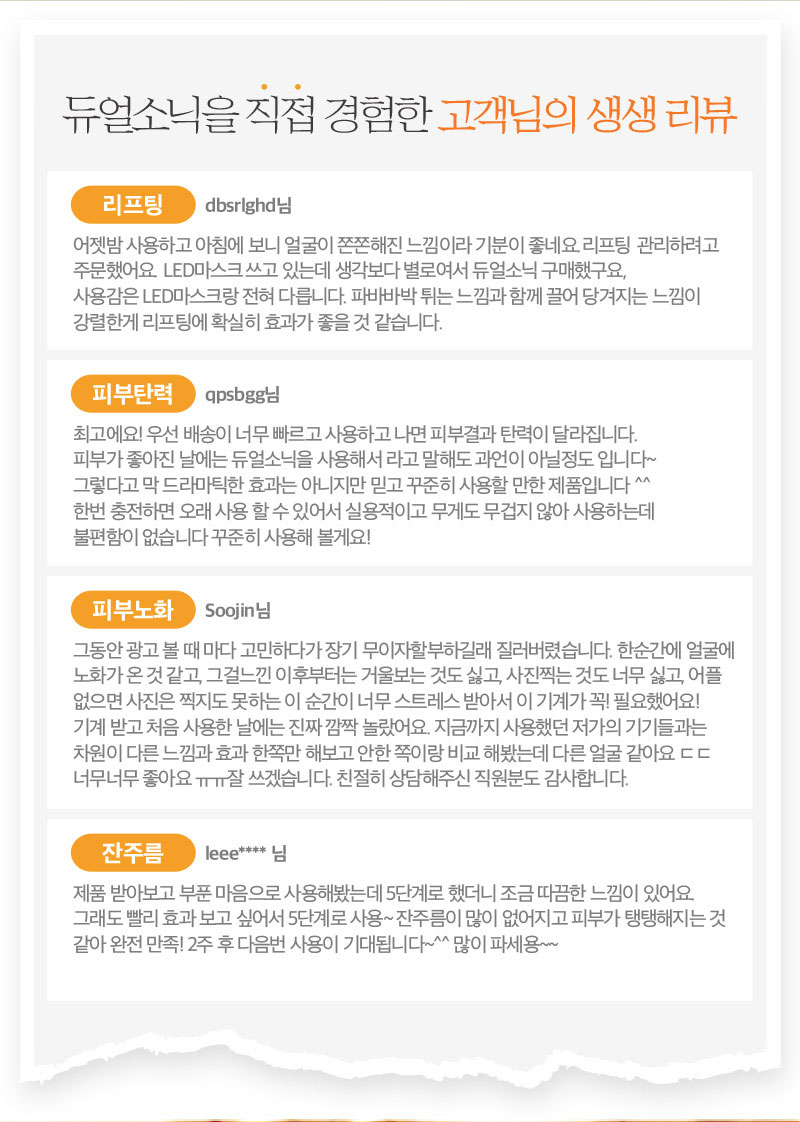 듀얼소닉을 직접 경험한 고객님의 생생 리뷰
리프팅 dbsrlghd님
어젯밤 사용하고 아침에 보니 얼굴이 쫀쫀해진 느낌이라 기분이 좋네요. 리프팅 관리하려고
주문했어요. LED마스크 쓰고 있는데 생각보다 별로여서 듀얼소닉 구매했구요,
사용감은 LED마스크랑 전혀 다릅니다. 파바바박 튀는 느낌과 함께 끌어 당겨지는 느낌이
강렬한게 리프팅에 확실히 효과가 좋을 것 같습니다.
피부탄력 qpsbgg님
최고에요! 우선 배송이 너무 빠르고 사용하고 나면 피부결과 탄력이 달라집니다.
피부가 좋아진 날에는 듀얼소닉을 사용해서 라고 말해도 과언이 아닐정도 입니다~
그렇다고 막 드라마틱한 효과는 아니지만 믿고 꾸준히 사용할 만한 제품입니다 ^^
한번 충전하면 오래 사용 할 수 있어서 실용적이고 무게도 무겁지 않아 사용하는데
불편함이 없습니다 꾸준히 사용해 볼게요!
피부노화 Soojin님
그동안 광고 볼 때 마다 고민하다가 장기 무이자할부하길래 질러버렸습니다. 한순간에 얼굴에
노화가 온 것 같고, 그걸느낀 이후부터는 거울보는 것도 싫고, 사진찍는 것도 너무 싫고, 어플
없으면 사진은 찍지도 못하는 이 순간이 너무 스트레스 받아서 이 기계가 꼭! 필요했어요!
기계 받고 처음 사용한 날에는 진짜 깜짝 놀랐어요. 지금까지 사용했던 저가의 기기들과는
차원이 다른 느낌과 효과 한쪽만 해보고 안한 쪽이랑 비교 해봤는데 다른 얼굴 같아요 ㄷㄷ
너무너무 좋아요 ㅠㅠ잘 쓰겠습니다. 친절히 상담해주신 직원분도 감사합니다.
잔주름 leee**** 님
제품 받아보고 부푼 마음으로 사용해봤는데 5단계로 했더니 조금 따끔한 느낌이 있어요.
그래도 빨리 효과 보고 싶어서 5단계로 사용~ 잔주름이 많이 없어지고 피부가 탱탱해지는 것
같아 완전 만족! 2주 후 다음번 사용이 기대됩니다~^^ 많이 파세용~~